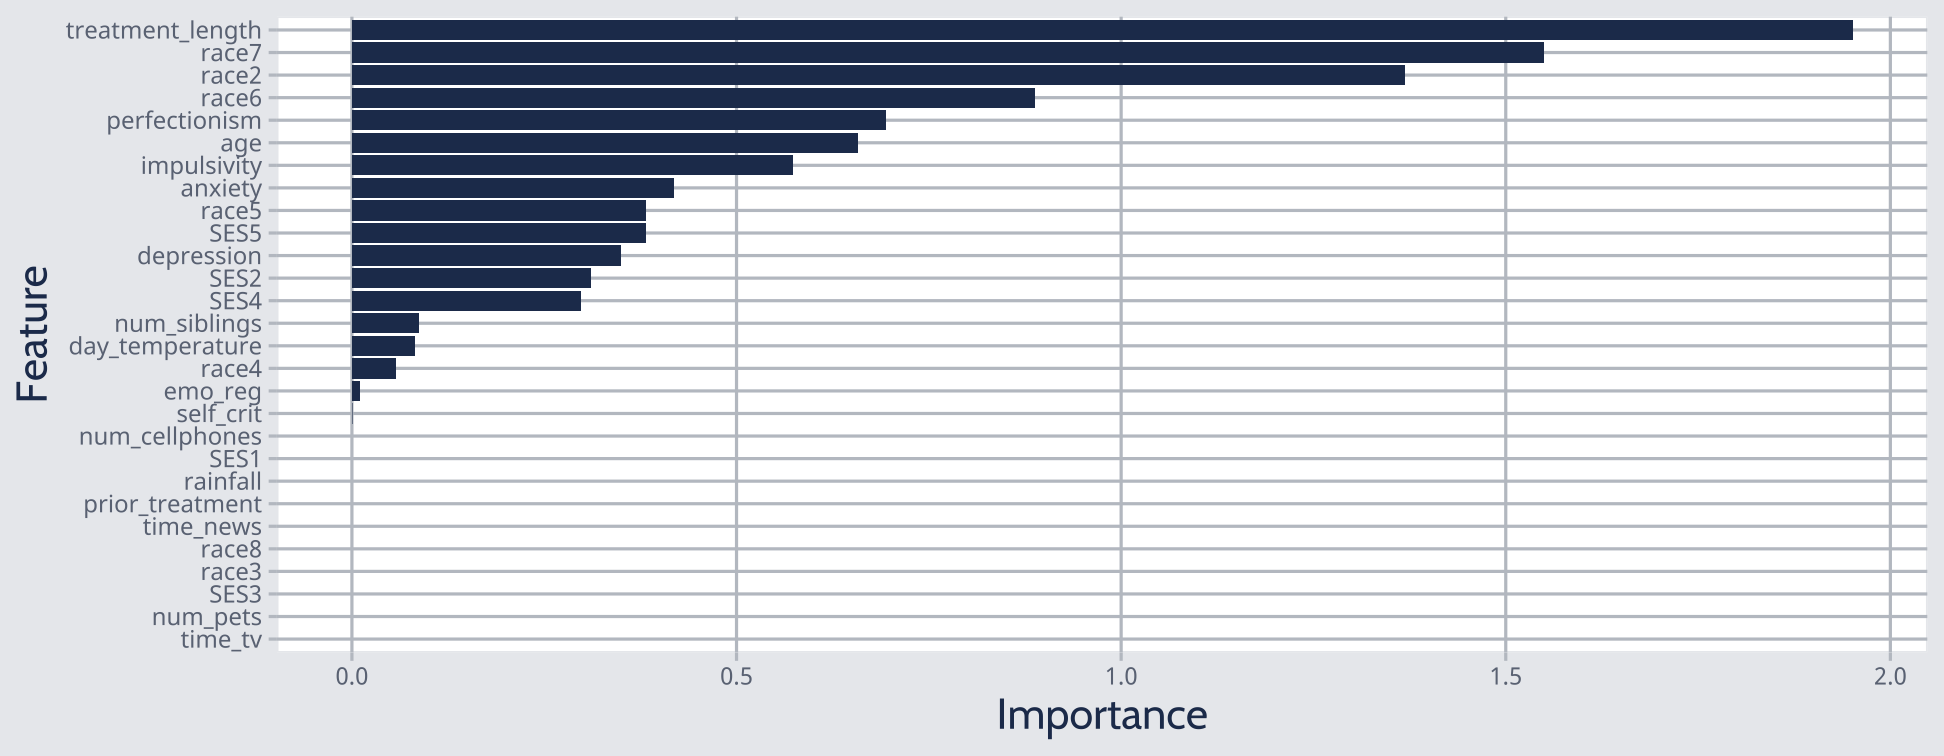 treatment_length
race7
race2
race6
perfectionism
age
impulsivity
anxiety
race5
SES5
depression
SES2
SES4
num_siblings
day_temperature
race4
emo_reg
self_crit
num_cellphones
SES1
rainfall
prior_treatment
time_news
race8
race3
SES3
num_pets
time_tv
Feature
0.0 0.5 1.0 1.5 2.0
Importance